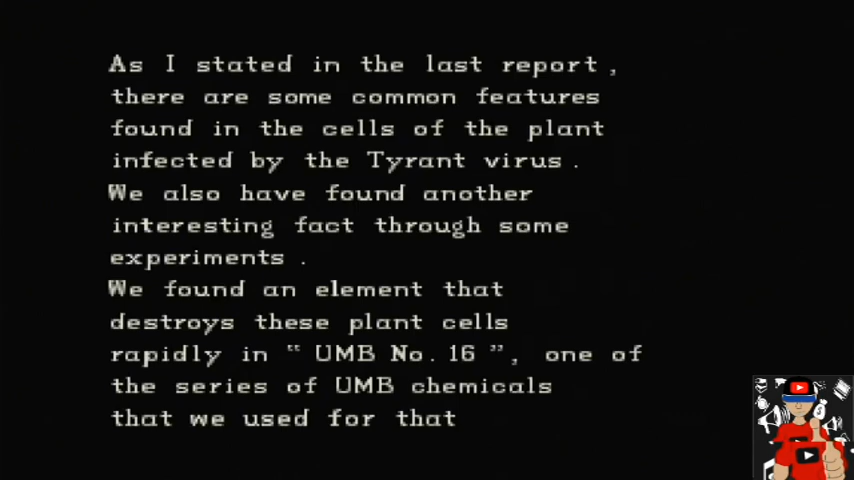 As I stated in the last report,
there are some common features
found in the cells of the plant
infected by the Tyrant virus.
We also have found another
interesting fact through some
experiments.
We found an element that
destroys these plant cells
rapidly in “ UMB No.16 ”, one of
the series of UMB chemicals
that we used for that